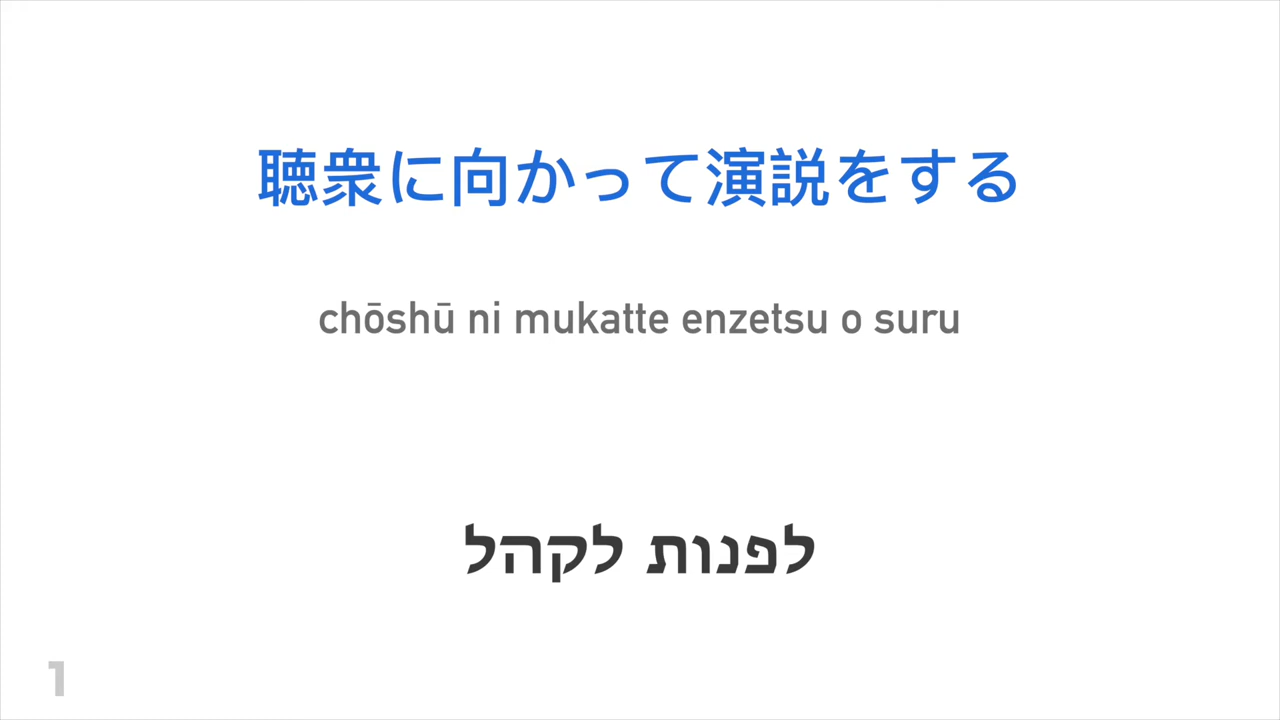 聴衆に向かって演説をする
chōshū ni mukatte enzetsu o suru
לפנות לקהל
1